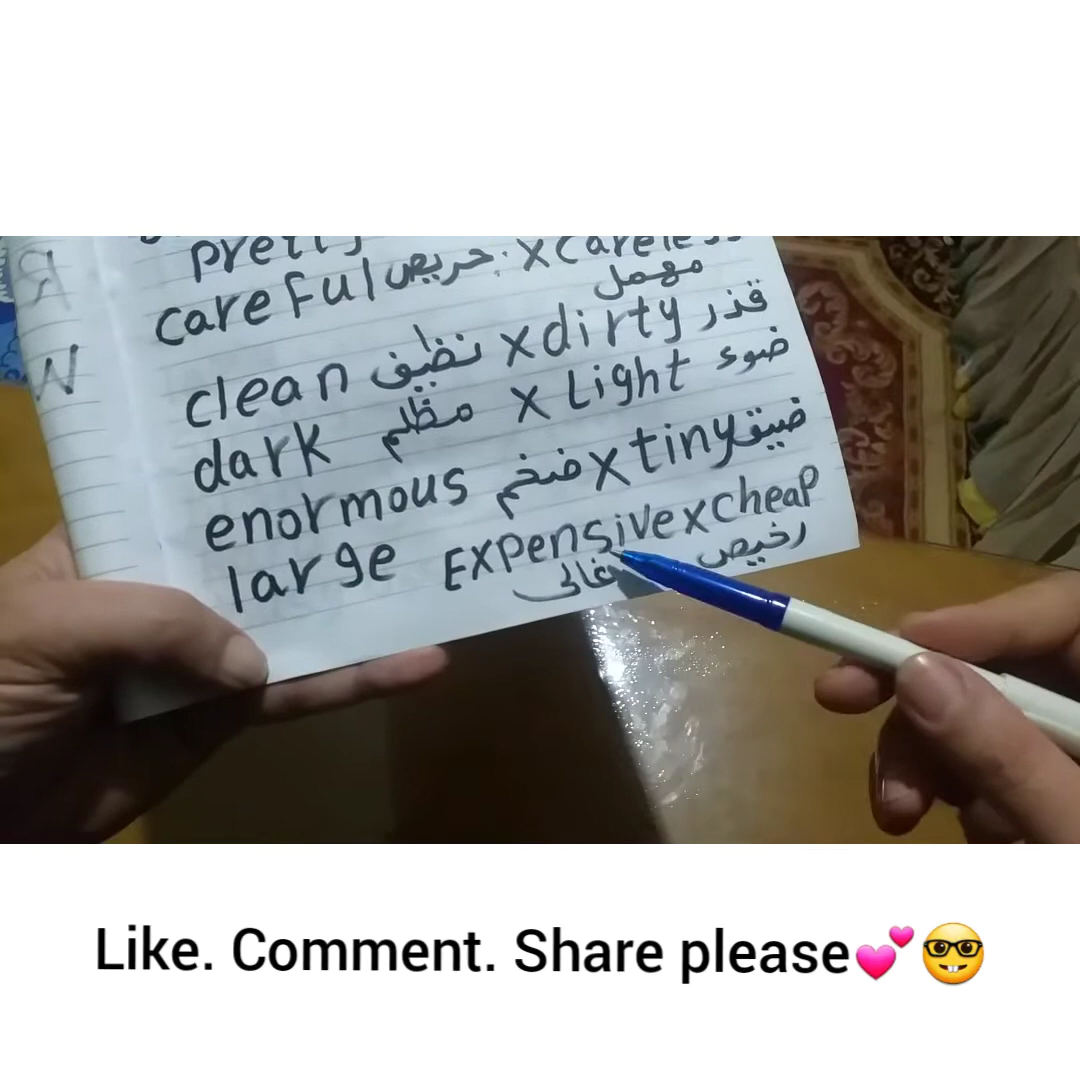 pretty
careful حريص x careless
مهمل
clean نظيف x dirty قذر
dark مظلم x Light ضوء
enormous ضخم x tiny ضيق
large Expensive x cheap
غالى رخيص
Like. Comment. Share please💕🤓